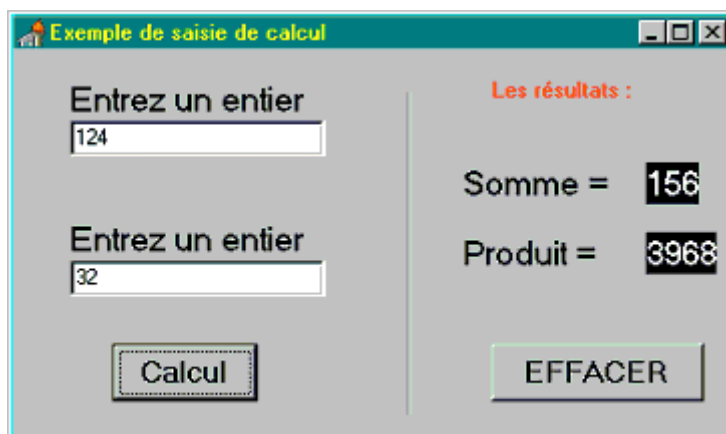 Exemple de saisie de calcul
Entrez un entier
124
Entrez un entier
32
Calcul
Les résultats :
Somme = 156
Produit = 3968
EFFACER